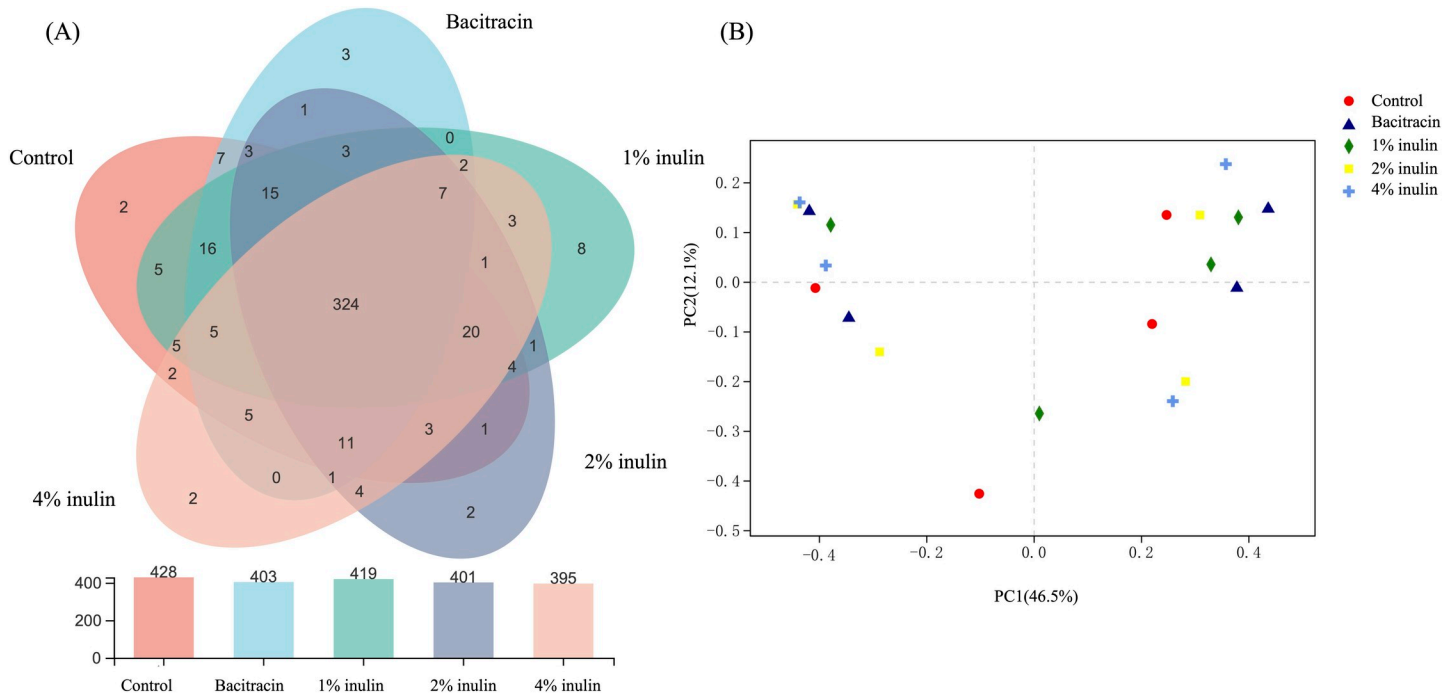 (A)
Bacitracin
3
1
Control
7
3
3
0
1% inulin
2
2
15
7
3
16
1
8
5
324
5
5
20
1
2
4
5
11
3
1
0
1
4
2% inulin
4% inulin
2
2
428
403
419
401
395
400
200
0
Control
Bacitracin
1% inulin
2% inulin
4% inulin
(B)
Control
Bacitracin
1% inulin
2% inulin
4% inulin
PC2(12.1%)
0.2
0.1
0.0
−0.1
−0.2
−0.3
−0.4
−0.5
−0.4
−0.2
0.0
0.2
0.4
PC1(46.5%)